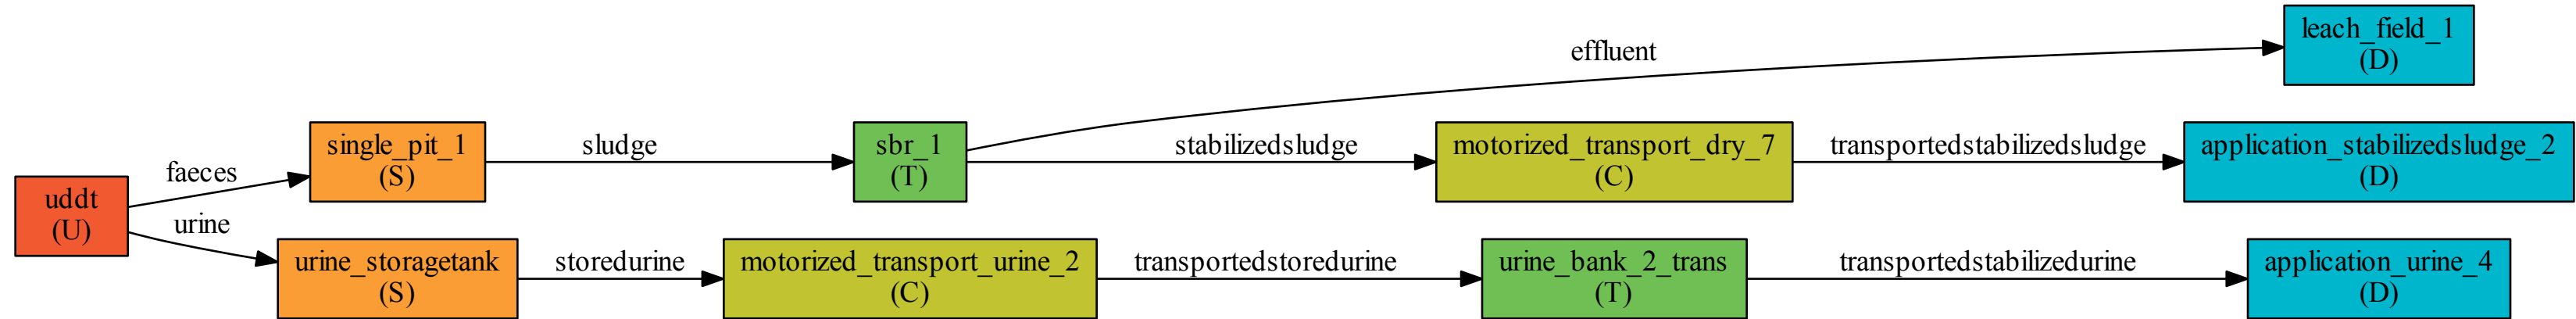 effluent
leach_field_1
(D)
faeces
single_pit_1
(S)
sludge
sbr_1
(T)
stabilizedsludge
motorized_transport_dry_7
(C)
transportedstabilizedsludge
application_stabilizedsludge_2
(D)
uddt
(U)
urine
urine_storagetank
(S)
storedurine
motorized_transport_urine_2
(C)
transportedstoredurine
urine_bank_2_trans
(T)
transportedstabilizedurine
application_urine_4
(D)